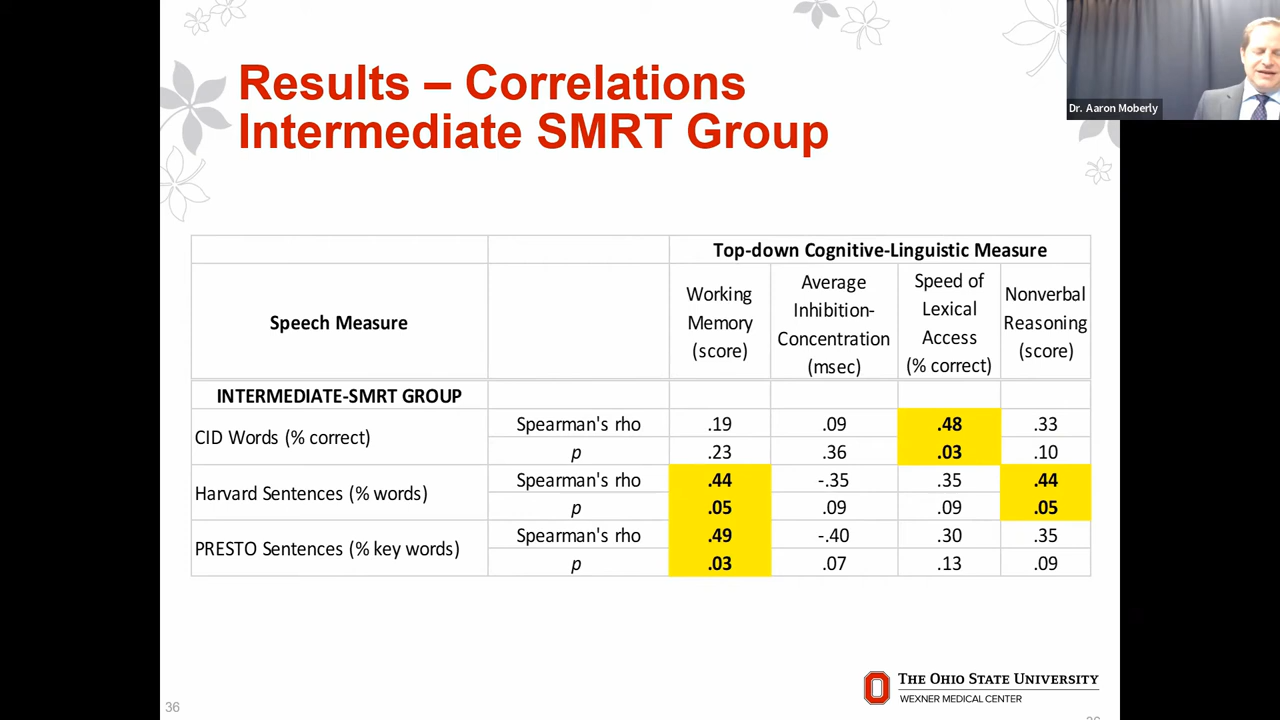 Results – Correlations
Intermediate SMRT Group
Dr. Aaron Moberly
Top-down Cognitive-Linguistic Measure
Speech Measure
Working
Memory
(score)
Average
Inhibition-
Concentration
(msec)
Speed of
Lexical
Access
(% correct)
Nonverbal
Reasoning
(score)
INTERMEDIATE-SMRT GROUP
CID Words (% correct) Spearman's rho .19 .09 .48 .33
p .23 .36 .03 .10
Harvard Sentences (% words) Spearman's rho .44 -.35 .35 .44
p .05 .09 .09 .05
PRESTO Sentences (% key words) Spearman's rho .49 -.40 .30 .35
p .03 .07 .13 .09
THE OHIO STATE UNIVERSITY
WEXNER MEDICAL CENTER
36